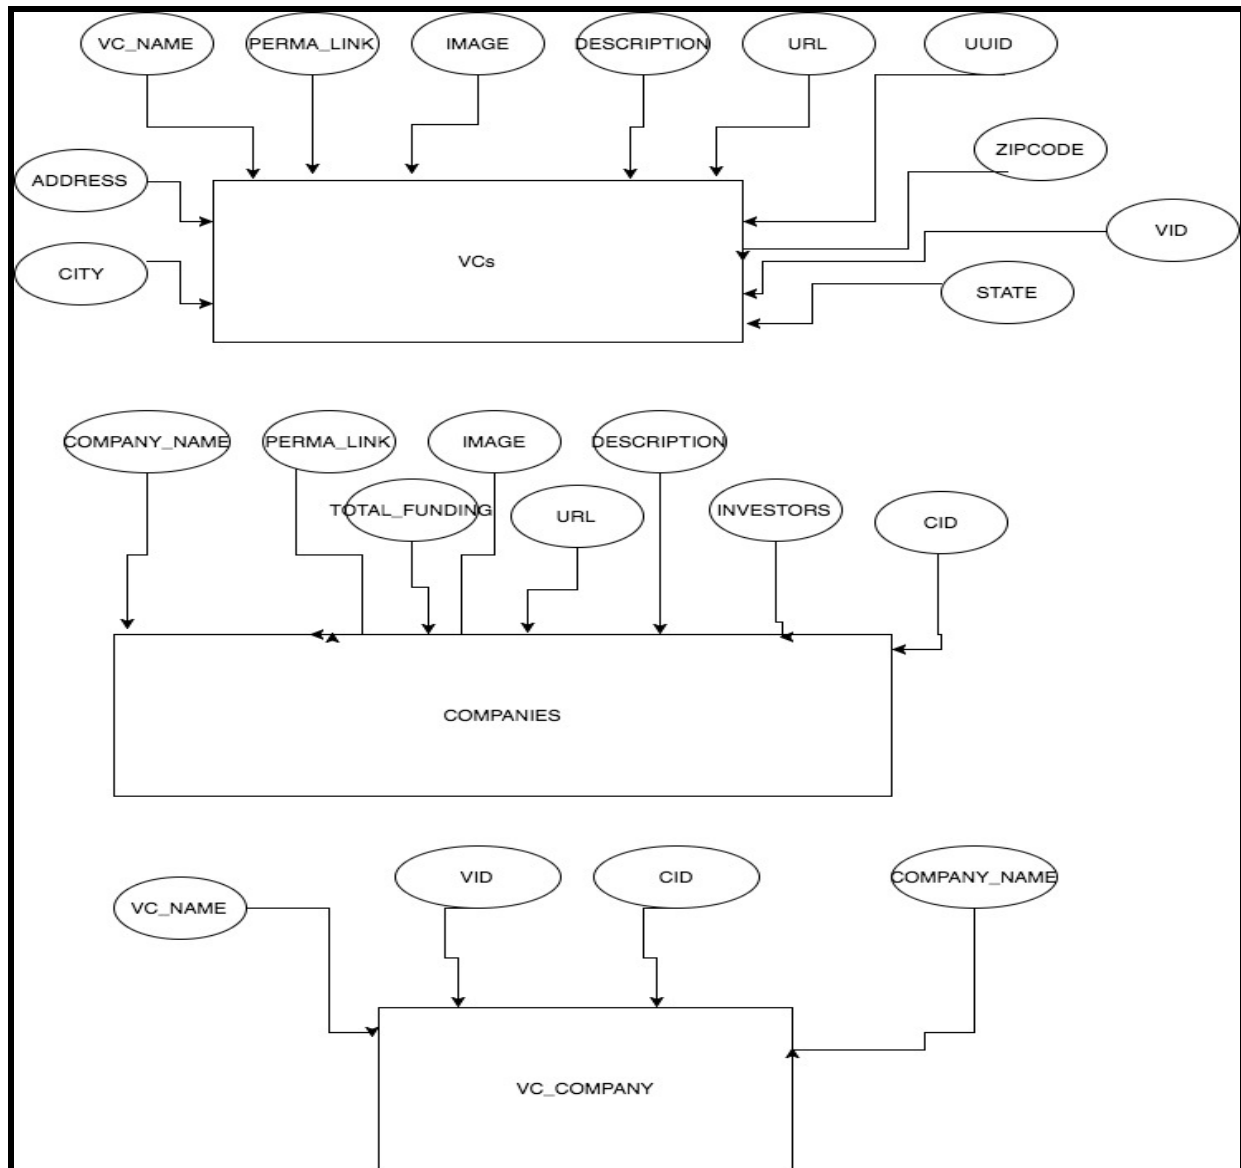 VC_NAME
PERMA_LINK
IMAGE
DESCRIPTION
URL
UUID
ZIPCODE
ADDRESS
VID
CITY
VCs
STATE
COMPANY_NAME
PERMA_LINK
IMAGE
DESCRIPTION
TOTAL_FUNDING
URL
INVESTORS
CID
COMPANIES
VC_NAME
VID
CID
COMPANY_NAME
VC_COMPANY